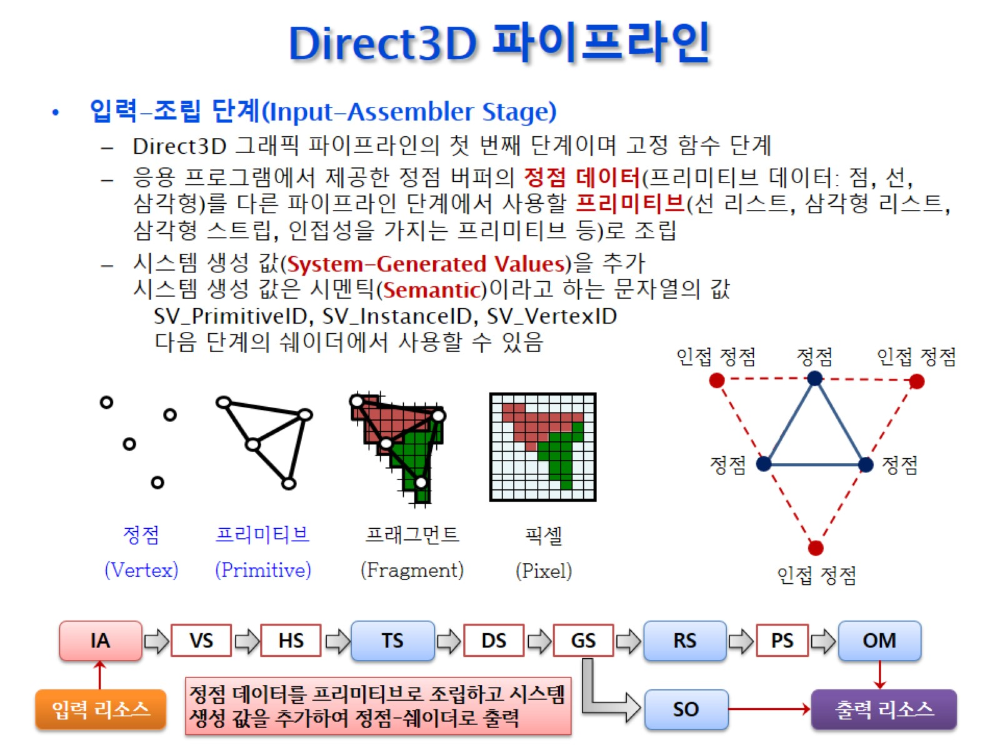 Direct3D 파이프라인
• 입력-조립 단계(Input-Assembler Stage)
– Direct3D 그래픽 파이프라인의 첫 번째 단계이며 고정 함수 단계
– 응용 프로그램에서 제공한 정점 버퍼의 정점 데이터(프리미티브 데이터: 점, 선,
삼각형)를 다른 파이프라인 단계에서 사용할 프리미티브(선 리스트, 삼각형 리스트,
삼각형 스트립, 인접성을 가지는 프리미티브 등)로 조립
– 시스템 생성 값(System-Generated Values)을 추가
시스템 생성 값은 시멘틱(Semantic)이라고 하는 문자열의 값
SV_PrimitiveID, SV_InstanceID, SV_VertexID
다음 단계의 쉐이더에서 사용할 수 있음
인접 정점 정점 인접 정점
정점 정점
인접 정점
정점 프리미티브 프래그먼트 픽셀
(Vertex) (Primitive) (Fragment) (Pixel)
IA VS HS TS DS GS RS PS OM
입력 리소스
정점 데이터를 프리미티브로 조립하고 시스템
생성 값을 추가하여 정점-쉐이더로 출력
SO 출력 리소스